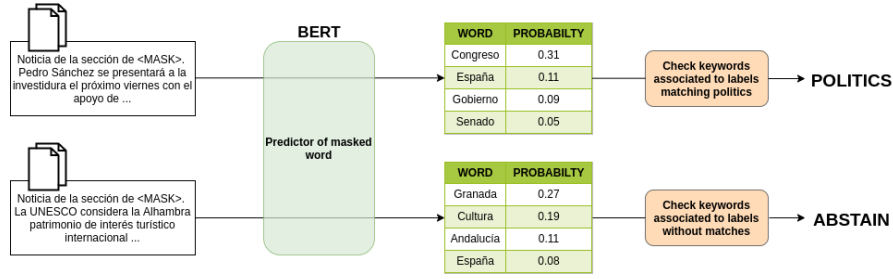 BERT
Noticia de la sección de <MASK>.
Pedro Sánchez se presentará a la
investidura el próximo viernes con el
apoyo de ...
Predictor of masked
word
WORD PROBABILTY
Congreso 0.31
España 0.11
Gobierno 0.09
Senado 0.05
Check keywords
associated to labels
matching politics
POLITICS
Noticia de la sección de <MASK>.
La UNESCO considera la Alhambra
patrimonio de interés turístico
internacional ...
WORD PROBABILTY
Granada 0.27
Cultura 0.19
Andalucía 0.11
España 0.08
Check keywords
associated to labels
without matches
ABSTAIN